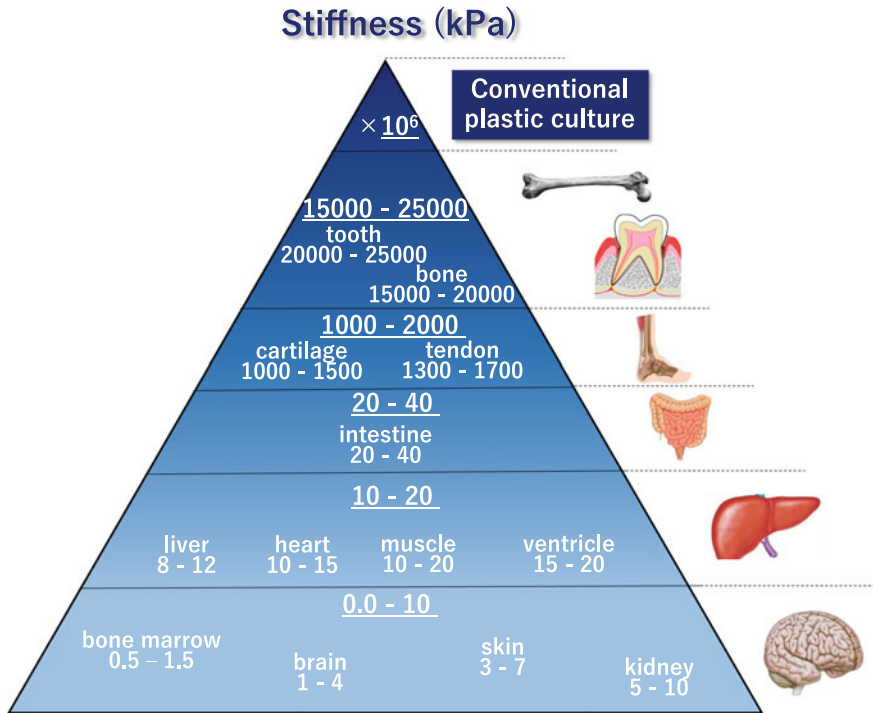 Stiffness (kPa)
Conventional
plastic culture
× 10⁶
15000 - 25000
tooth
20000 - 25000
bone
15000 - 20000
1000 - 2000
cartilage
1000 - 1500
tendon
1300 - 1700
20 - 40
intestine
20 - 40
10 - 20
liver
8 - 12
heart
10 - 15
muscle
10 - 20
ventricle
15 - 20
0.0 - 10
bone marrow
0.5 – 1.5
brain
1 - 4
skin
3 - 7
kidney
5 - 10